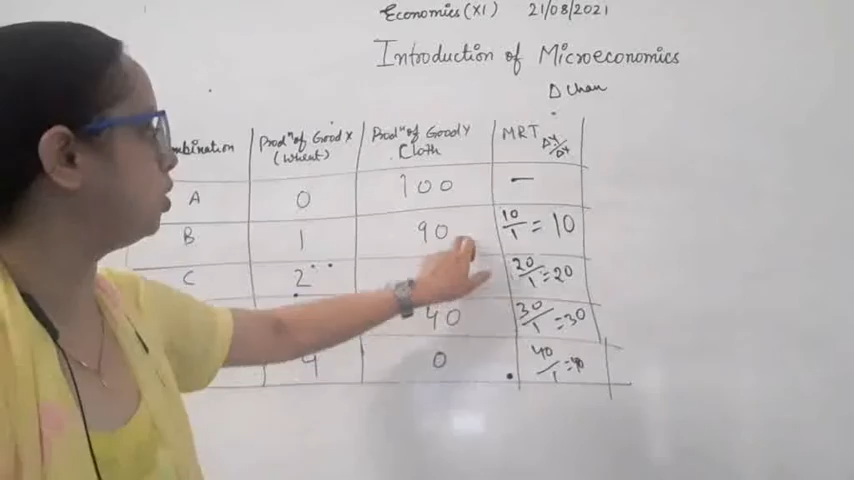 Economics(XI) 21/08/2021
Introduction of Microeconomics
Combination Prodⁿ of Good X (Wheat) Prodⁿ of Good Y Cloth MRT ΔY/ΔX
A 0 100 —
B 1 90 10/1 = 10
C 2 20/1 = 20
40 30/1 = 30
4 0 40/1 = 40